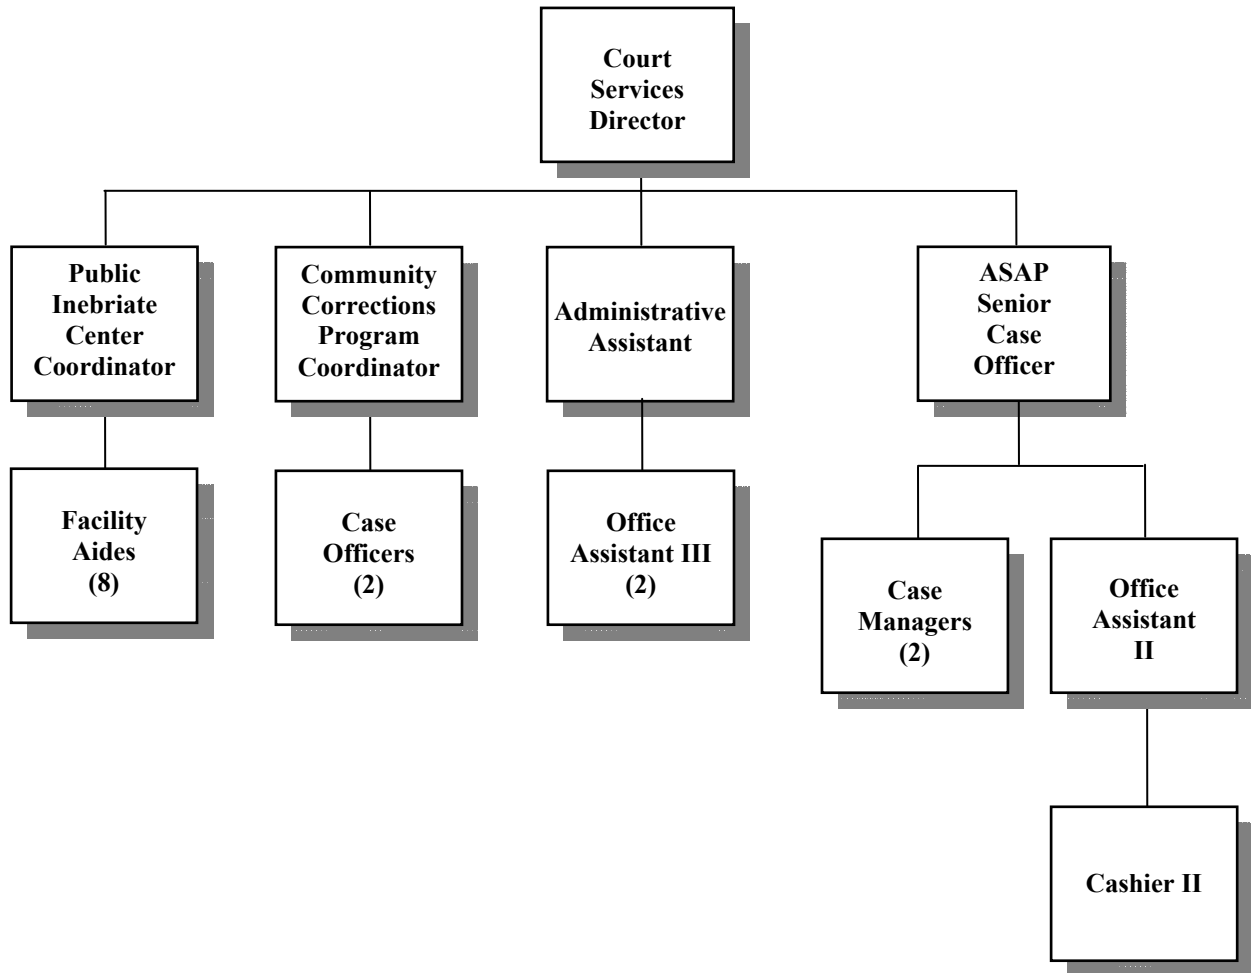 Court
Services
Director
Public
Inebriate
Center
Coordinator
Community
Corrections
Program
Coordinator
Administrative
Assistant
ASAP
Senior
Case
Officer
Facility
Aides
(8)
Case
Officers
(2)
Office
Assistant III
(2)
Case
Managers
(2)
Office
Assistant
II
Cashier II